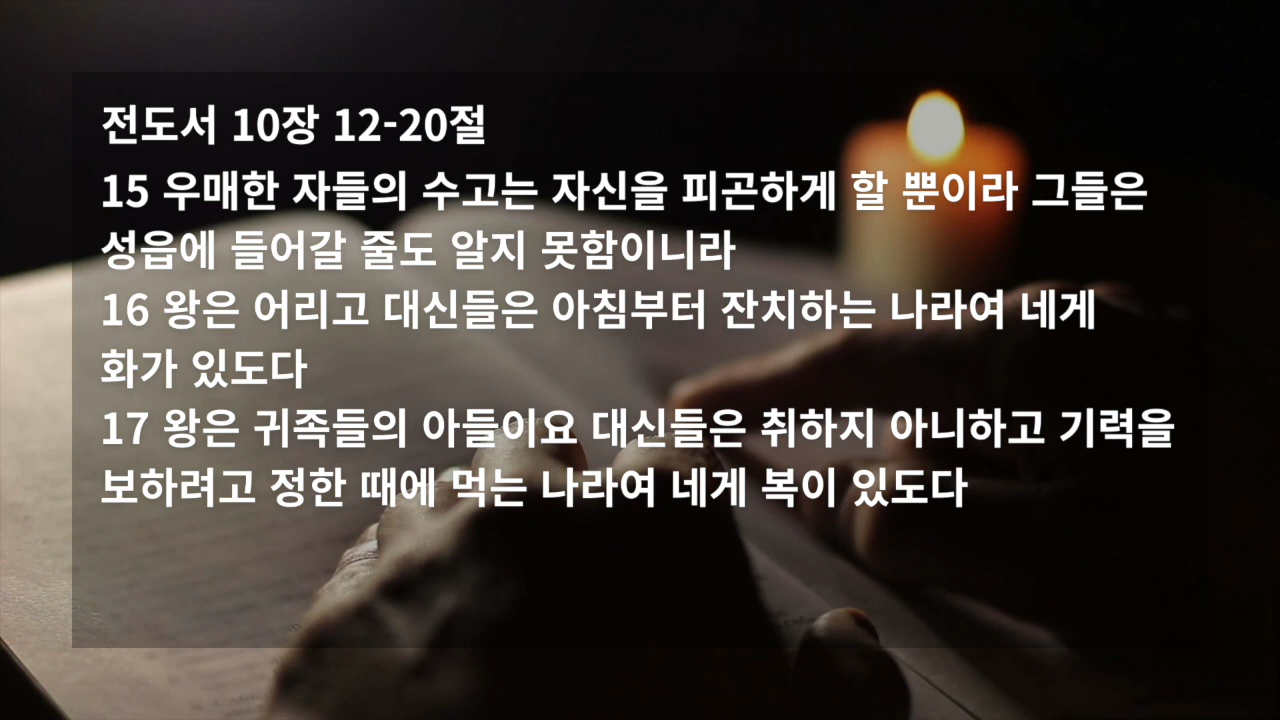 전도서 10장 12-20절
15 우매한 자들의 수고는 자신을 피곤하게 할 뿐이라 그들은
성읍에 들어갈 줄도 알지 못함이니라
16 왕은 어리고 대신들은 아침부터 잔치하는 나라여 네게
화가 있도다
17 왕은 귀족들의 아들이요 대신들은 취하지 아니하고 기력을
보하려고 정한 때에 먹는 나라여 네게 복이 있도다